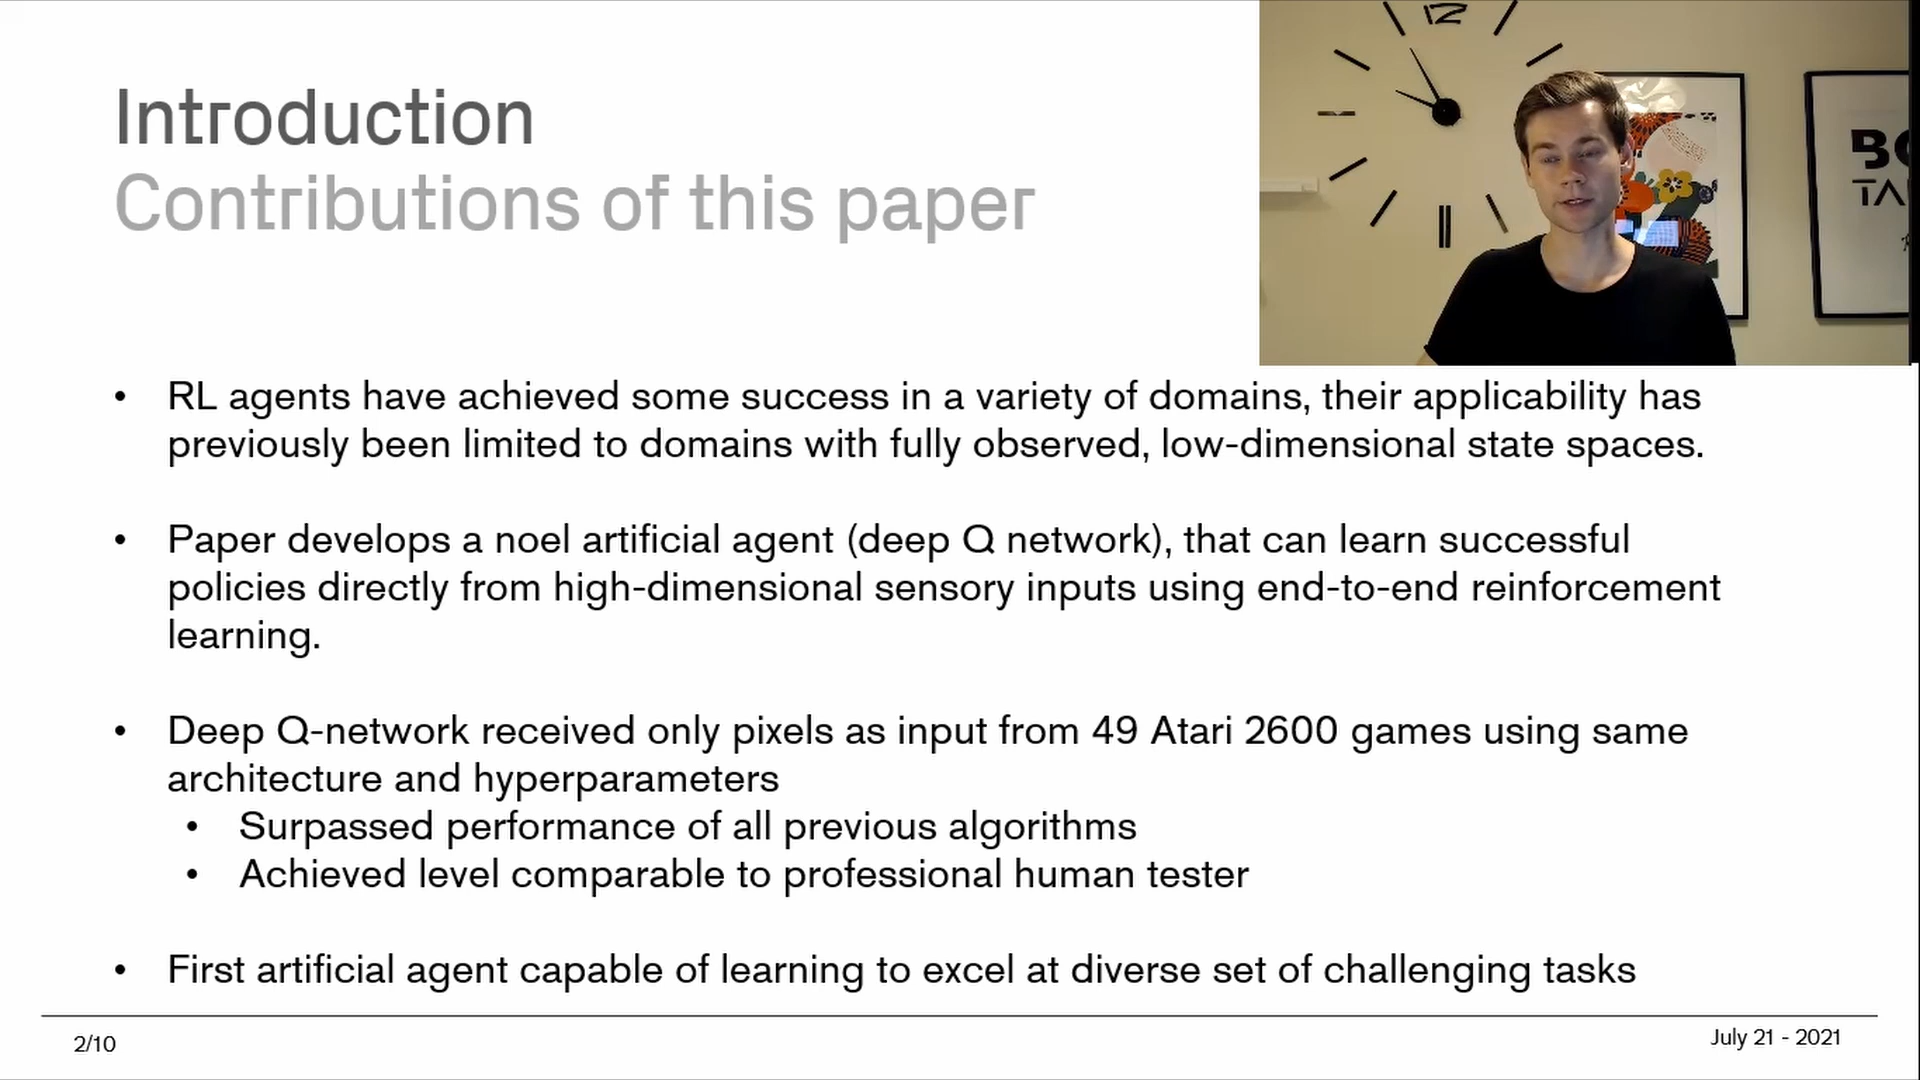 12
Introduction
Contributions of this paper
• RL agents have achieved some success in a variety of domains, their applicability has
previously been limited to domains with fully observed, low-dimensional state spaces.
• Paper develops a noel artificial agent (deep Q network), that can learn successful
policies directly from high-dimensional sensory inputs using end-to-end reinforcement
learning.
• Deep Q-network received only pixels as input from 49 Atari 2600 games using same
architecture and hyperparameters
• Surpassed performance of all previous algorithms
• Achieved level comparable to professional human tester
• First artificial agent capable of learning to excel at diverse set of challenging tasks
2/10
July 21 - 2021